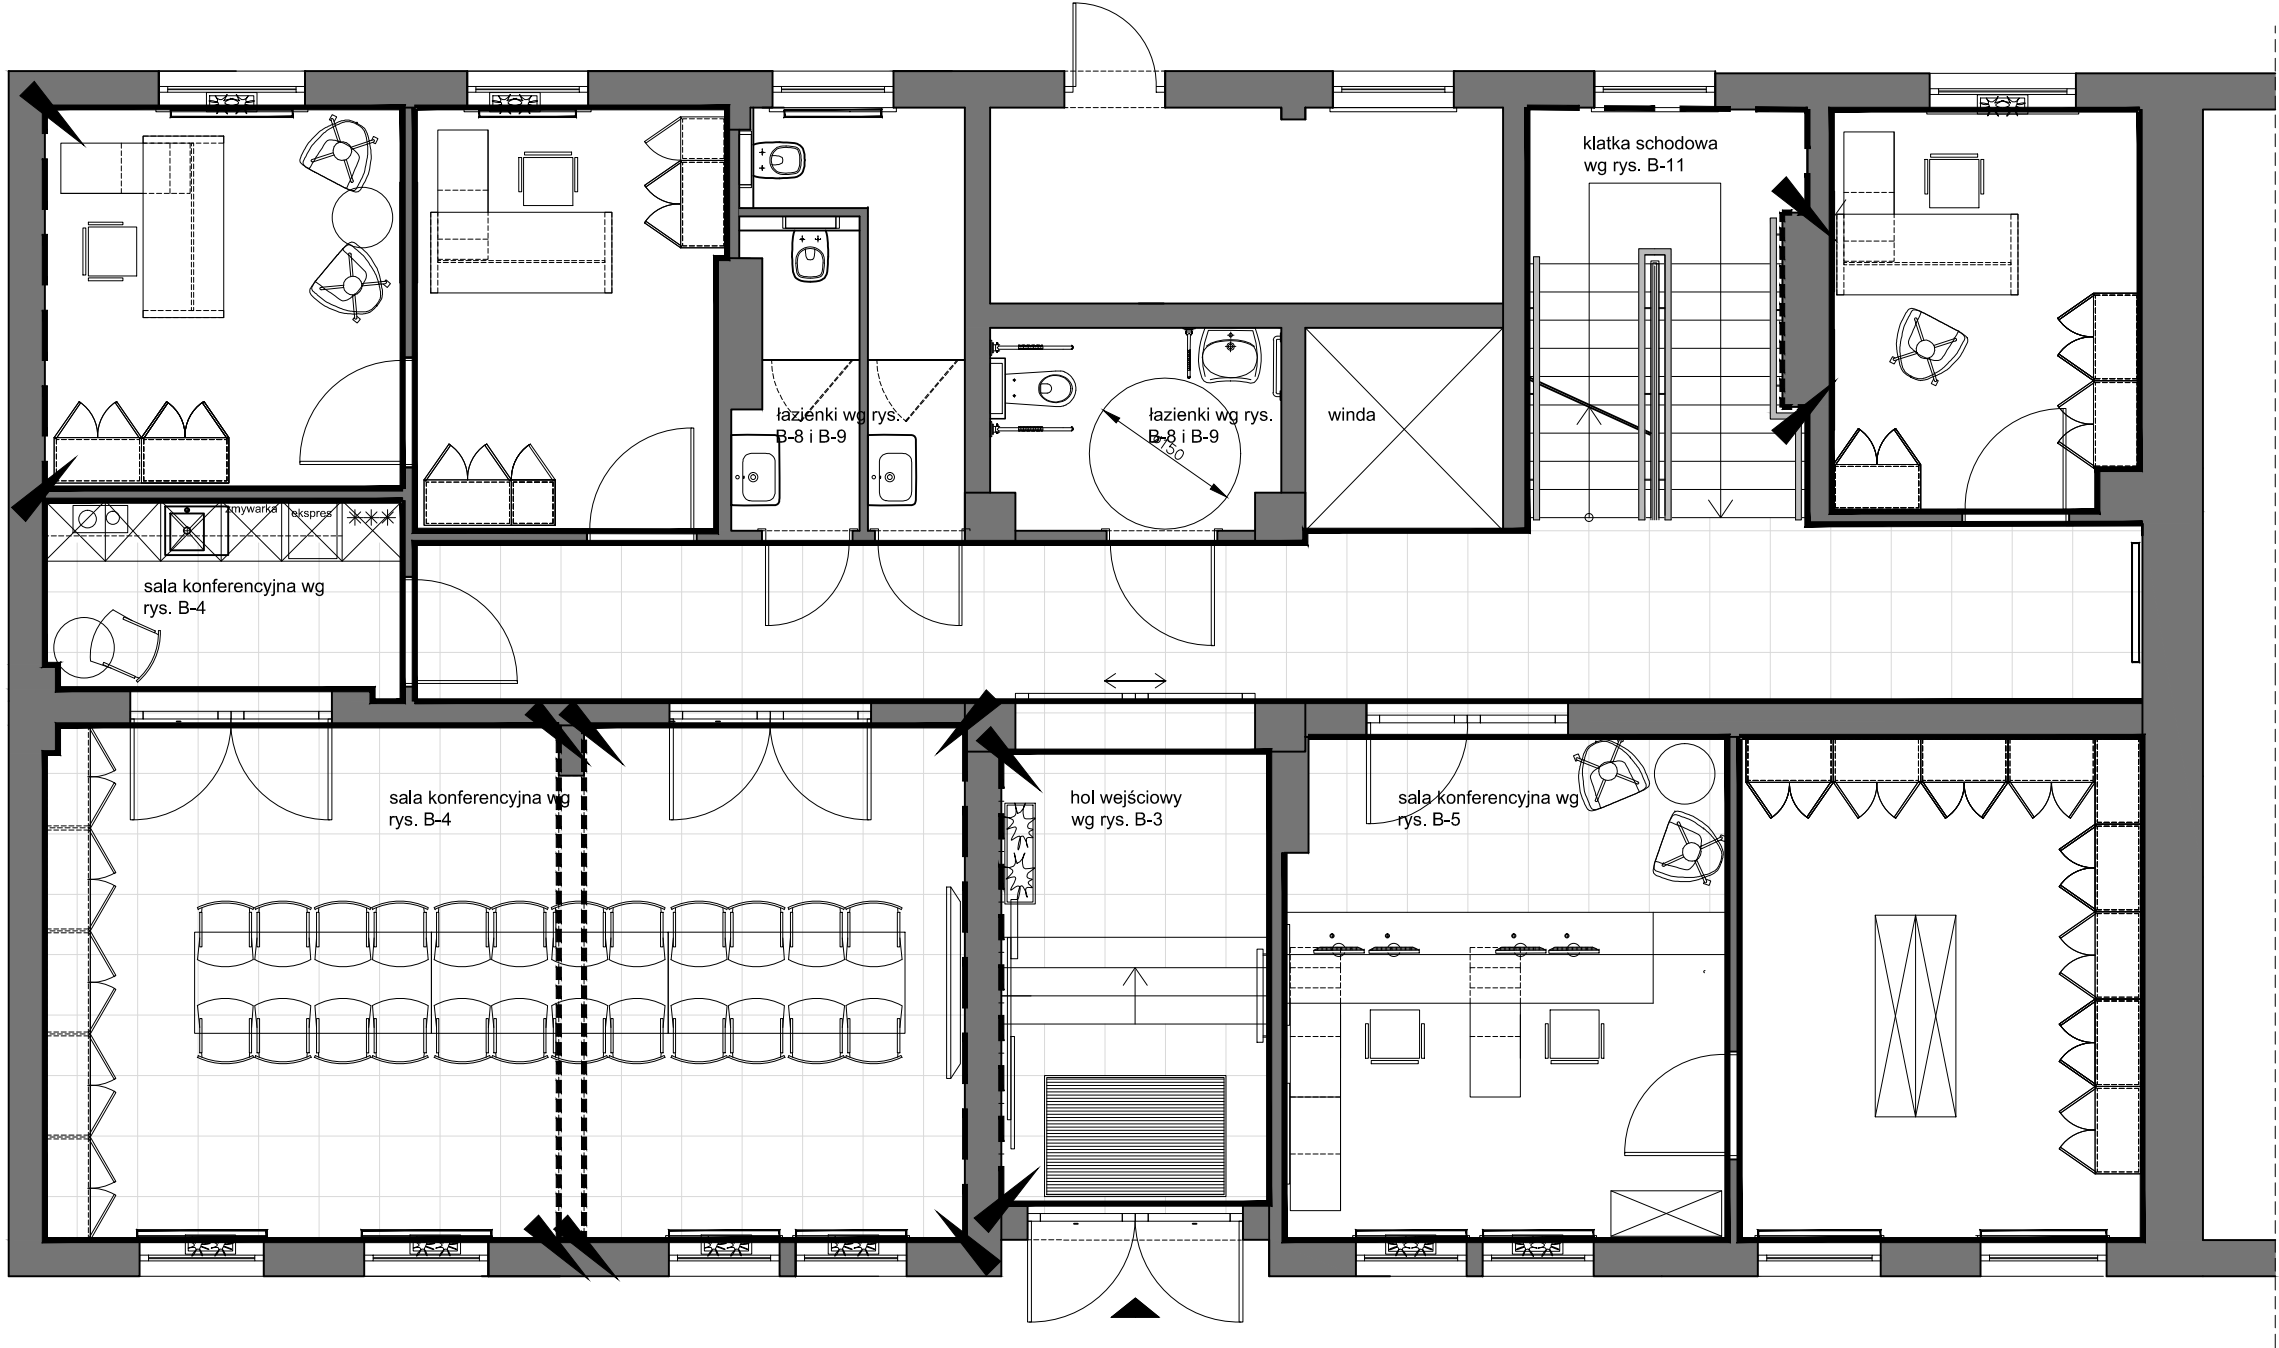 klatka schodowa
wg rys. B-11
łazienki wg rys.
B-8 i B-9
łazienki wg rys.
B-8 i B-9
150
winda
zmywarka
ekspres
sala konferencyjna wg
rys. B-4
sala konferencyjna wg
rys. B-4
hol wejściowy
wg rys. B-3
sala konferencyjna wg
rys. B-5